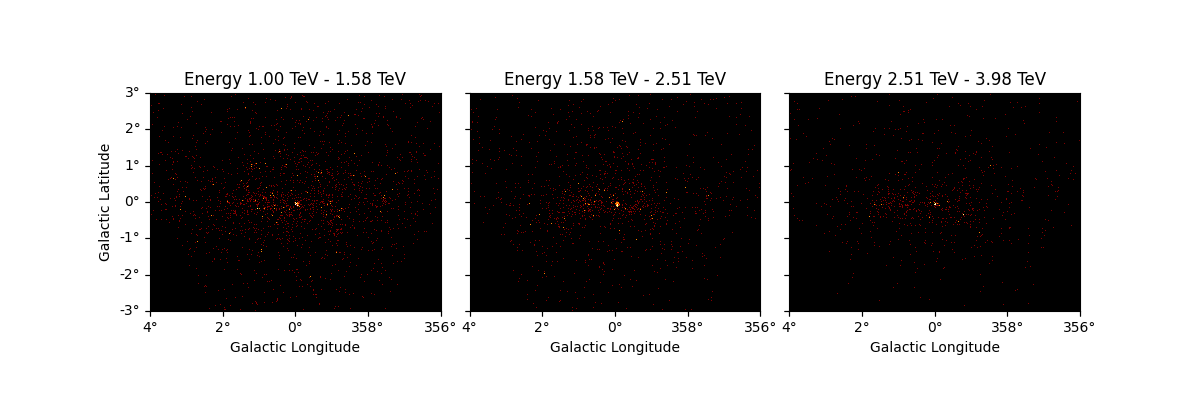 Energy 1.00 TeV - 1.58 TeV
Energy 1.58 TeV - 2.51 TeV
Energy 2.51 TeV - 3.98 TeV
Galactic Latitude
3°
2°
1°
0°
-1°
-2°
-3°
4° 2° 0° 358° 356°
4° 2° 0° 358° 356°
4° 2° 0° 358° 356°
Galactic Longitude
Galactic Longitude
Galactic Longitude